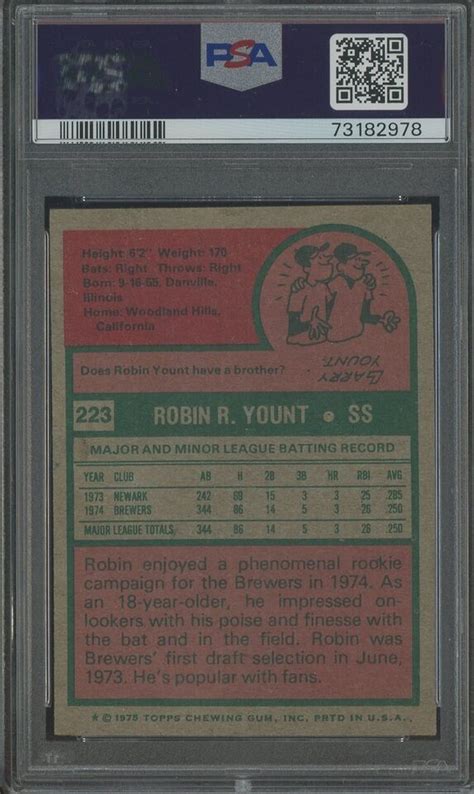 PSA
73182978
Height: 6'2" Weight: 170
Bats: Right Throws: Right
Born: 9-16-55, Danville,
Illinois
Home: Woodland Hills,
California
Does Robin Yount have a brother?
LARRY
YOUNT.
223 ROBIN R. YOUNT • SS
MAJOR AND MINOR LEAGUE BATTING RECORD
YEAR CLUB AB H 2B 3B HR RBI AVG.
1973 NEWARK 242 69 15 3 3 25 .285
1974 BREWERS 344 86 14 5 3 26 .250
MAJOR LEAGUE TOTALS 344 86 14 5 3 26 .250
Robin enjoyed a phenomenal rookie
campaign for the Brewers in 1974. As
an 18-year-older, he impressed on-
lookers with his poise and finesse with
the bat and in the field. Robin was
Brewers' first draft selection in June,
1973. He's popular with fans.
* © 1975 TOPPS CHEWING GUM, INC. PRTD IN U.S.A.
PSA